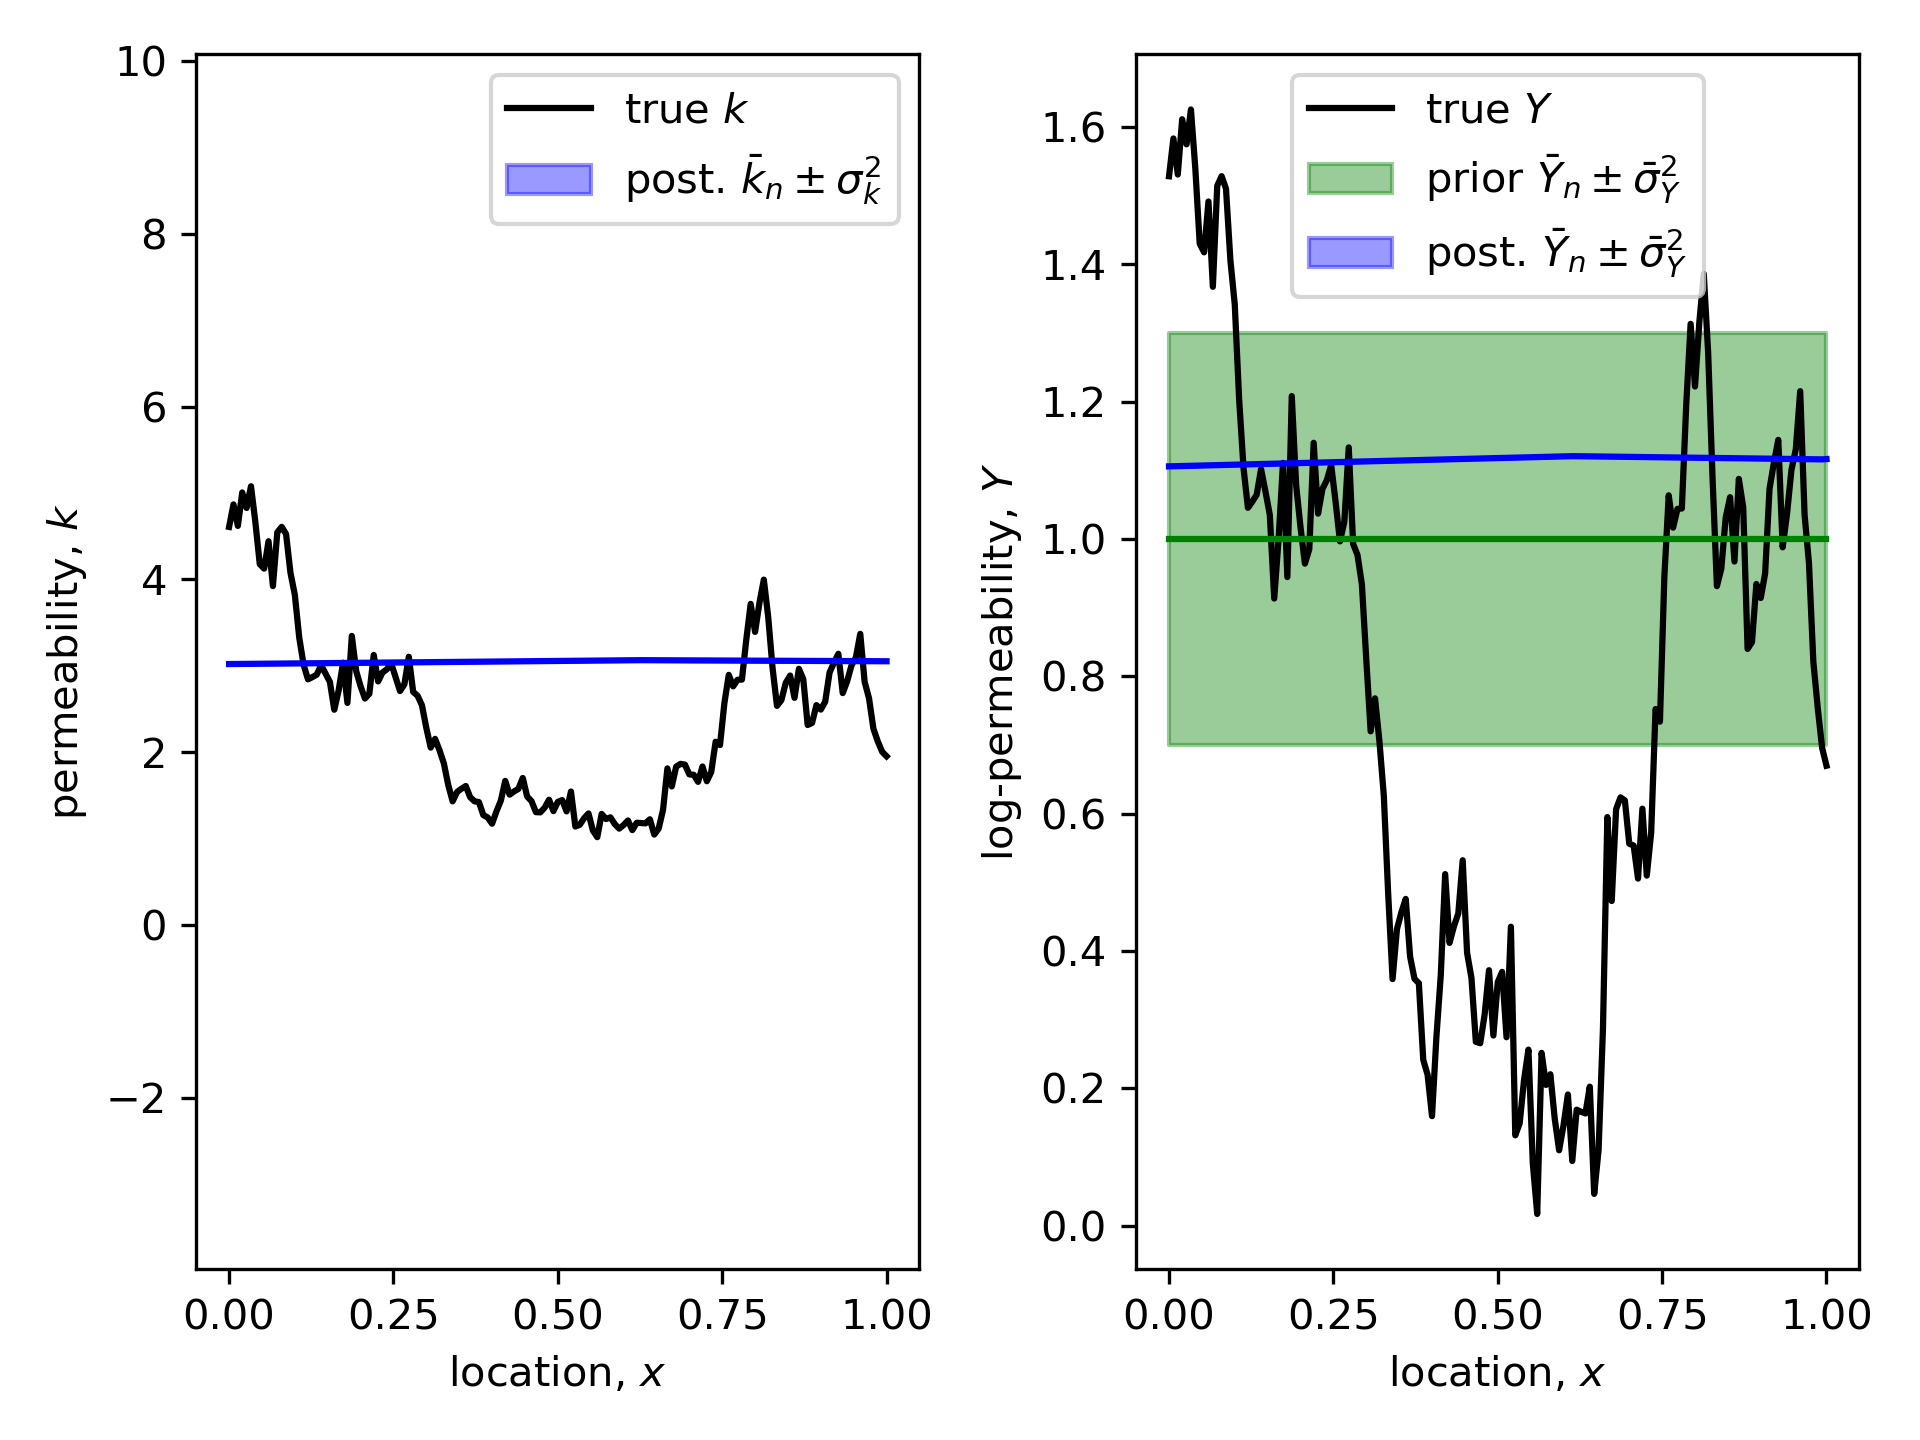 10
8
6
4
2
0
−2
permeability, k
0.00 0.25 0.50 0.75 1.00
location, x
true k
post. k̄ₙ ± σ²ₖ
1.6
1.4
1.2
1.0
0.8
0.6
0.4
0.2
0.0
log-permeability, Y
0.00 0.25 0.50 0.75 1.00
location, x
true Y
prior Ȳₙ ± σ̄²_Y
post. Ȳₙ ± σ̄²_Y